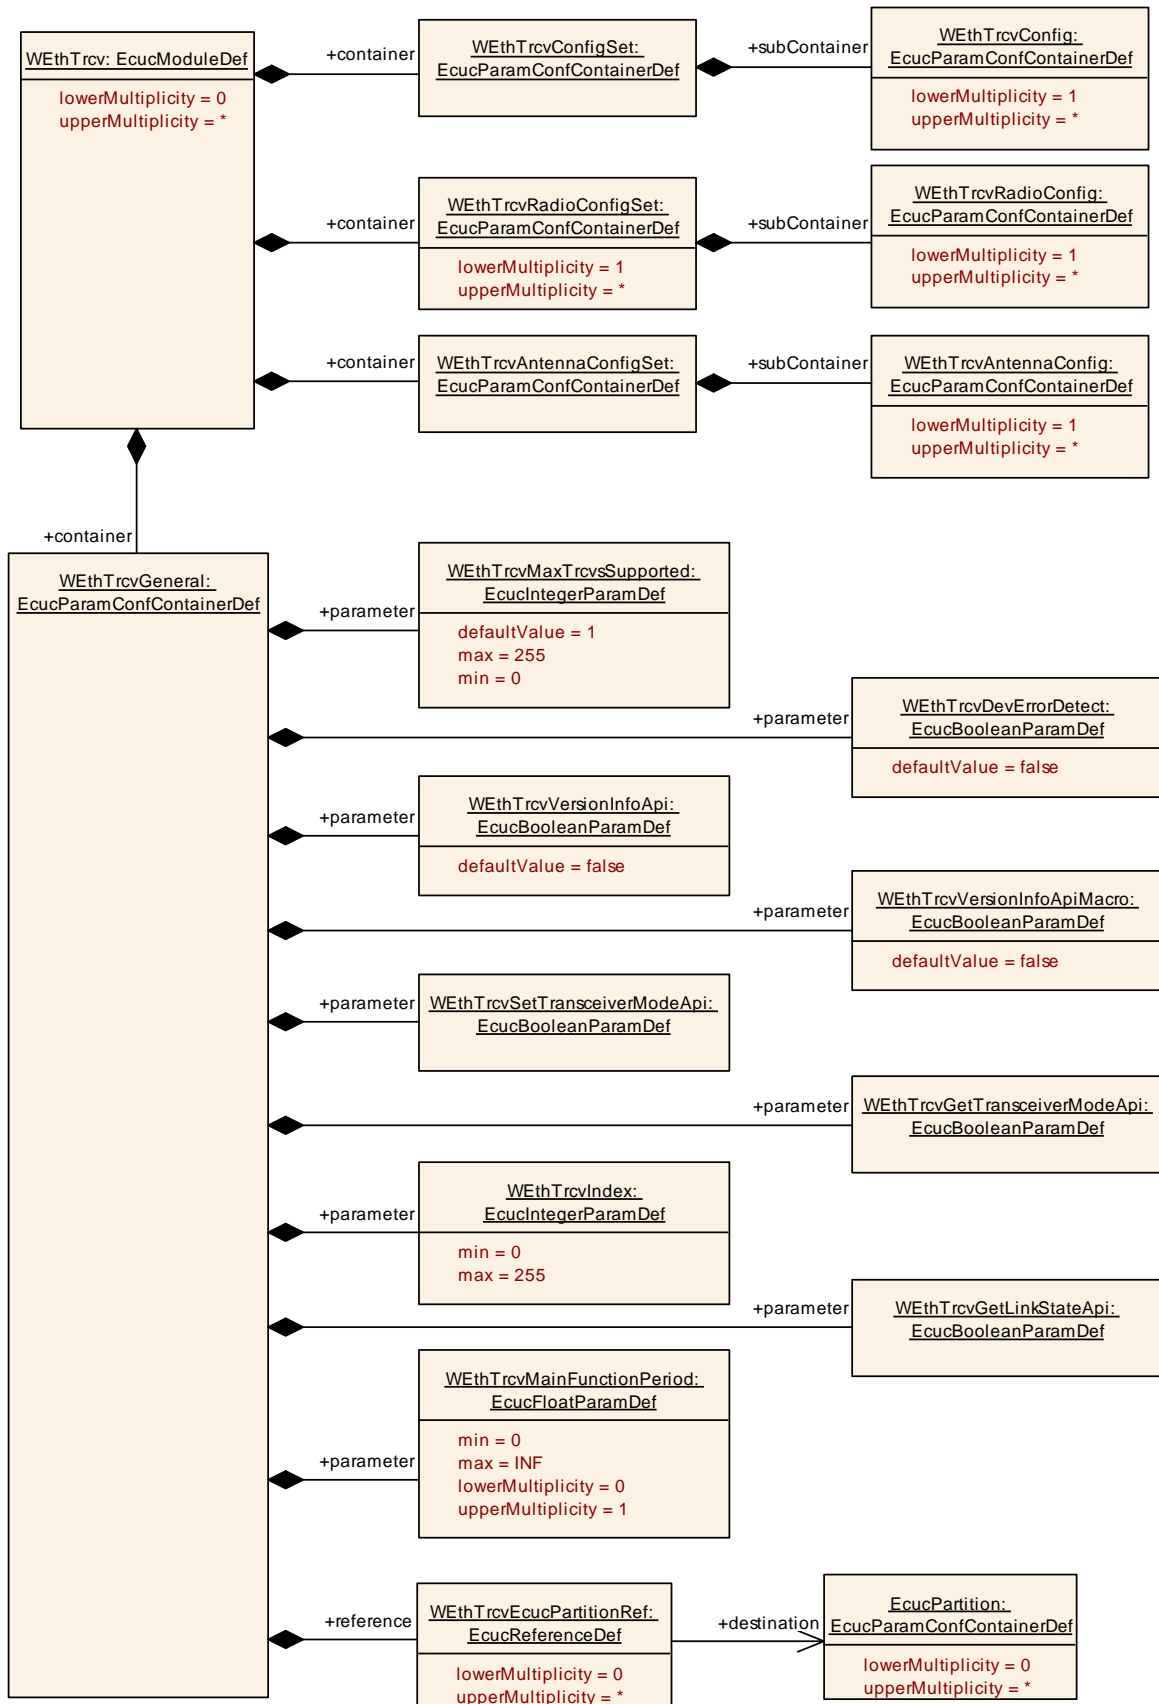 WEthTrcv: EcucModuleDef
lowerMultiplicity = 0
upperMultiplicity = *
+container
WEthTrcvConfigSet:
EcucParamConfContainerDef
+subContainer
WEthTrcvConfig:
EcucParamConfContainerDef
lowerMultiplicity = 1
upperMultiplicity = *
+container
WEthTrcvRadioConfigSet:
EcucParamConfContainerDef
lowerMultiplicity = 1
upperMultiplicity = *
+subContainer
WEthTrcvRadioConfig:
EcucParamConfContainerDef
lowerMultiplicity = 1
upperMultiplicity = *
+container
WEthTrcvAntennaConfigSet:
EcucParamConfContainerDef
+subContainer
WEthTrcvAntennaConfig:
EcucParamConfContainerDef
lowerMultiplicity = 1
upperMultiplicity = *
+container
WEthTrcvGeneral:
EcucParamConfContainerDef
+parameter
WEthTrcvMaxTrcvsSupported:
EcucIntegerParamDef
defaultValue = 1
max = 255
min = 0
+parameter
WEthTrcvDevErrorDetect:
EcucBooleanParamDef
defaultValue = false
+parameter
WEthTrcvVersionInfoApi:
EcucBooleanParamDef
defaultValue = false
+parameter
WEthTrcvVersionInfoApiMacro:
EcucBooleanParamDef
defaultValue = false
+parameter
WEthTrcvSetTransceiverModeApi:
EcucBooleanParamDef
+parameter
WEthTrcvGetTransceiverModeApi:
EcucBooleanParamDef
+parameter
WEthTrcvIndex:
EcucIntegerParamDef
min = 0
max = 255
+parameter
WEthTrcvGetLinkStateApi:
EcucBooleanParamDef
+parameter
WEthTrcvMainFunctionPeriod:
EcucFloatParamDef
min = 0
max = INF
lowerMultiplicity = 0
upperMultiplicity = 1
+reference
WEthTrcvEcucPartitionRef:
EcucReferenceDef
lowerMultiplicity = 0
upperMultiplicity = *
+destination
EcucPartition:
EcucParamConfContainerDef
lowerMultiplicity = 0
upperMultiplicity = *